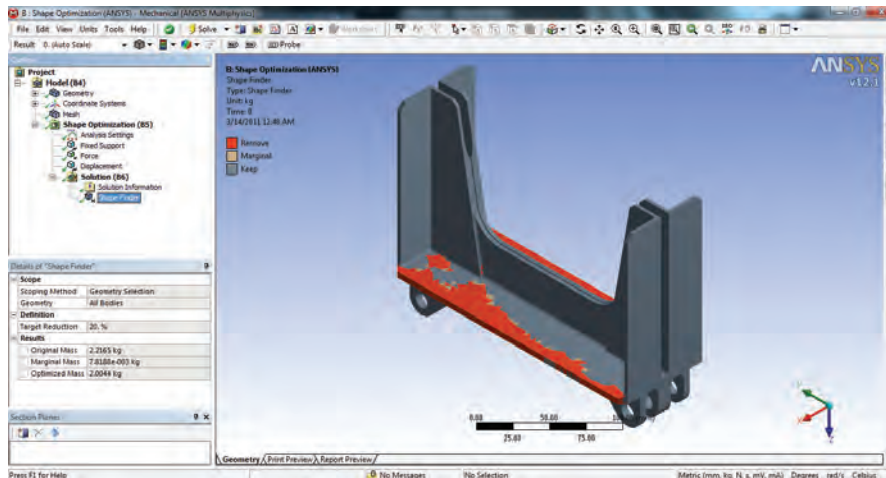 B : Shape Optimization (ANSYS) - Mechanical [ANSYS Multiphysics]
File Edit View Units Tools Help Solve
Result 0. (Auto Scale) Probe
Project
Model (B4)
Geometry
Coordinate Systems
Mesh
Shape Optimization (B5)
Analysis Settings
Fixed Support
Force
Displacement
Solution (B6)
Solution Information
Shape Finder
Details of "Shape Finder"
Scope
Scoping Method Geometry Selection
Geometry All Bodies
Definition
Target Reduction 20. %
Results
Original Mass 2.2165 kg
Marginal Mass
Optimized Mass 2.0044 kg
Section Planes
B: Shape Optimization (ANSYS)
Shape Finder
Type: Shape Finder
Unit: kg
Time: 0
3/14/2011 12:40 AM
Remove
Marginal
Keep
ANSYS
v12.1
0.00 50.00
25.00 75.00
X
Z
Geometry Print Preview Report Preview
Press F1 for Help No Messages No Selection Metric (mm, kg, N, s, mV, mA) Degrees rad/s Celsius